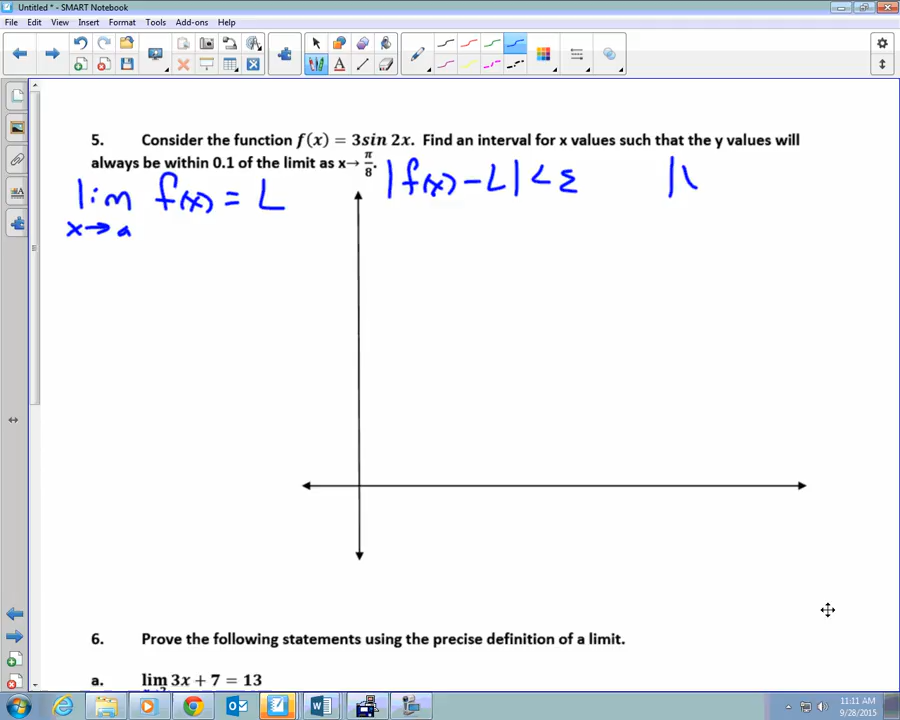 Untitled * - SMART Notebook
File Edit View Insert Format Tools Add-ons Help
5. Consider the function f(x) = 3sin 2x. Find an interval for x values such that the y values will
always be within 0.1 of the limit as x→ π/8.
lim f(x) = L |f(x) - L| < ε |
x→a
6. Prove the following statements using the precise definition of a limit.
a. lim 3x + 7 = 13
11:11 AM
9/28/2015